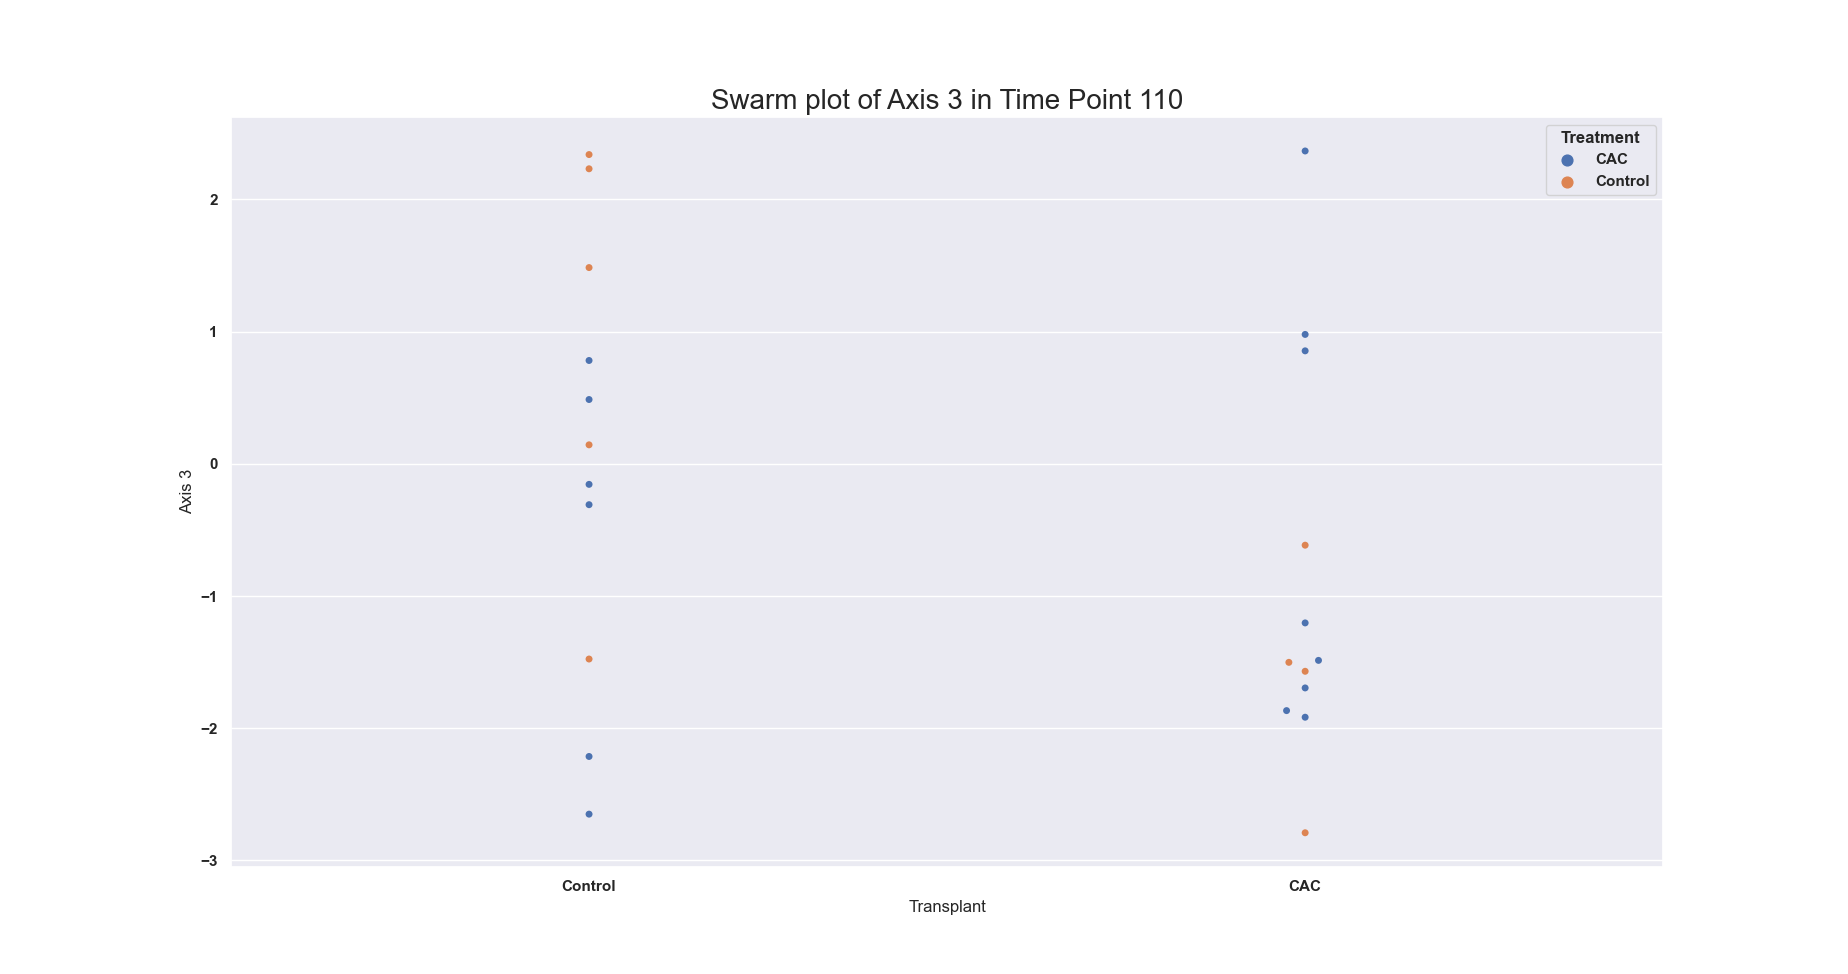 Swarm plot of Axis 3 in Time Point 110
Treatment
CAC
Control
2
1
0
−1
−2
−3
Axis 3
Control
CAC
Transplant